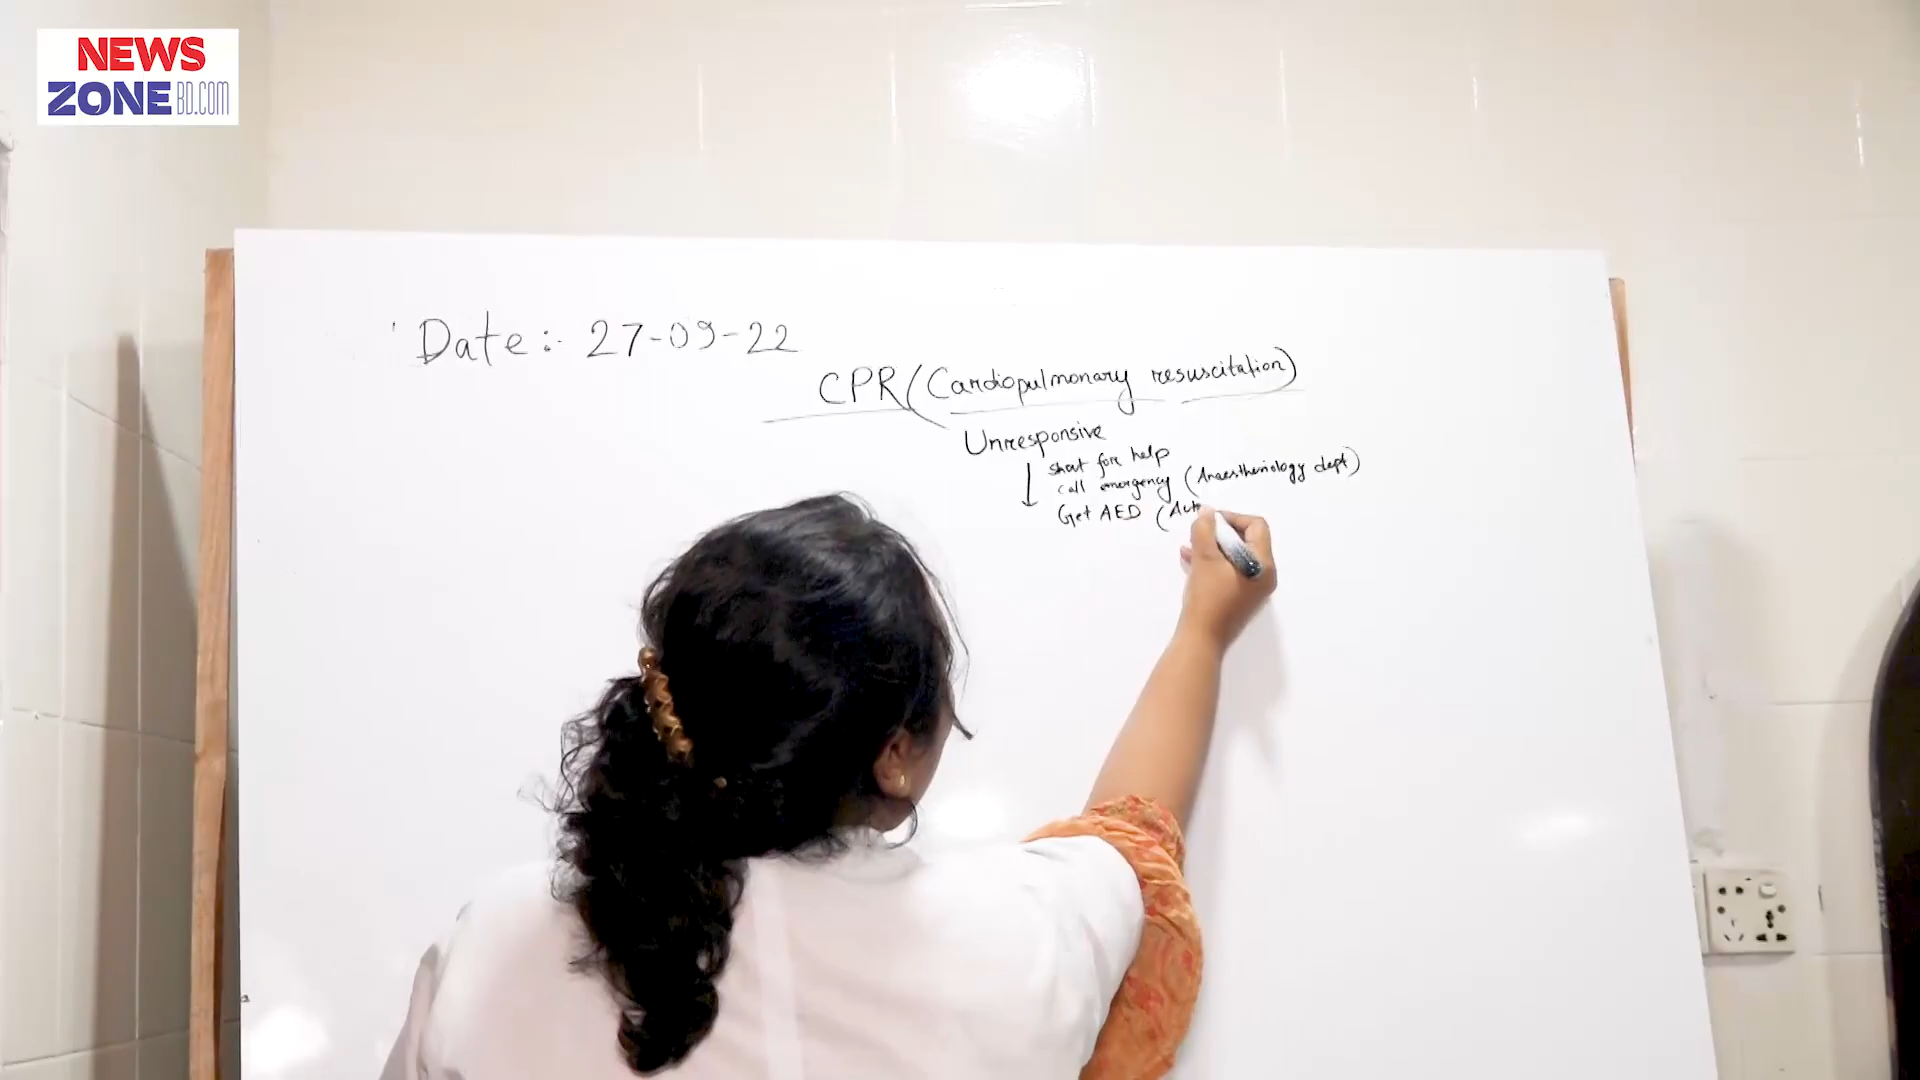 NEWS
ZONE BD.COM
Date:- 27-09-22
CPR (Cardiopulmonary resuscitation)
Unresponsive
shout for help
call emergency (Anaesthesiology dept)
Get AED (Aut